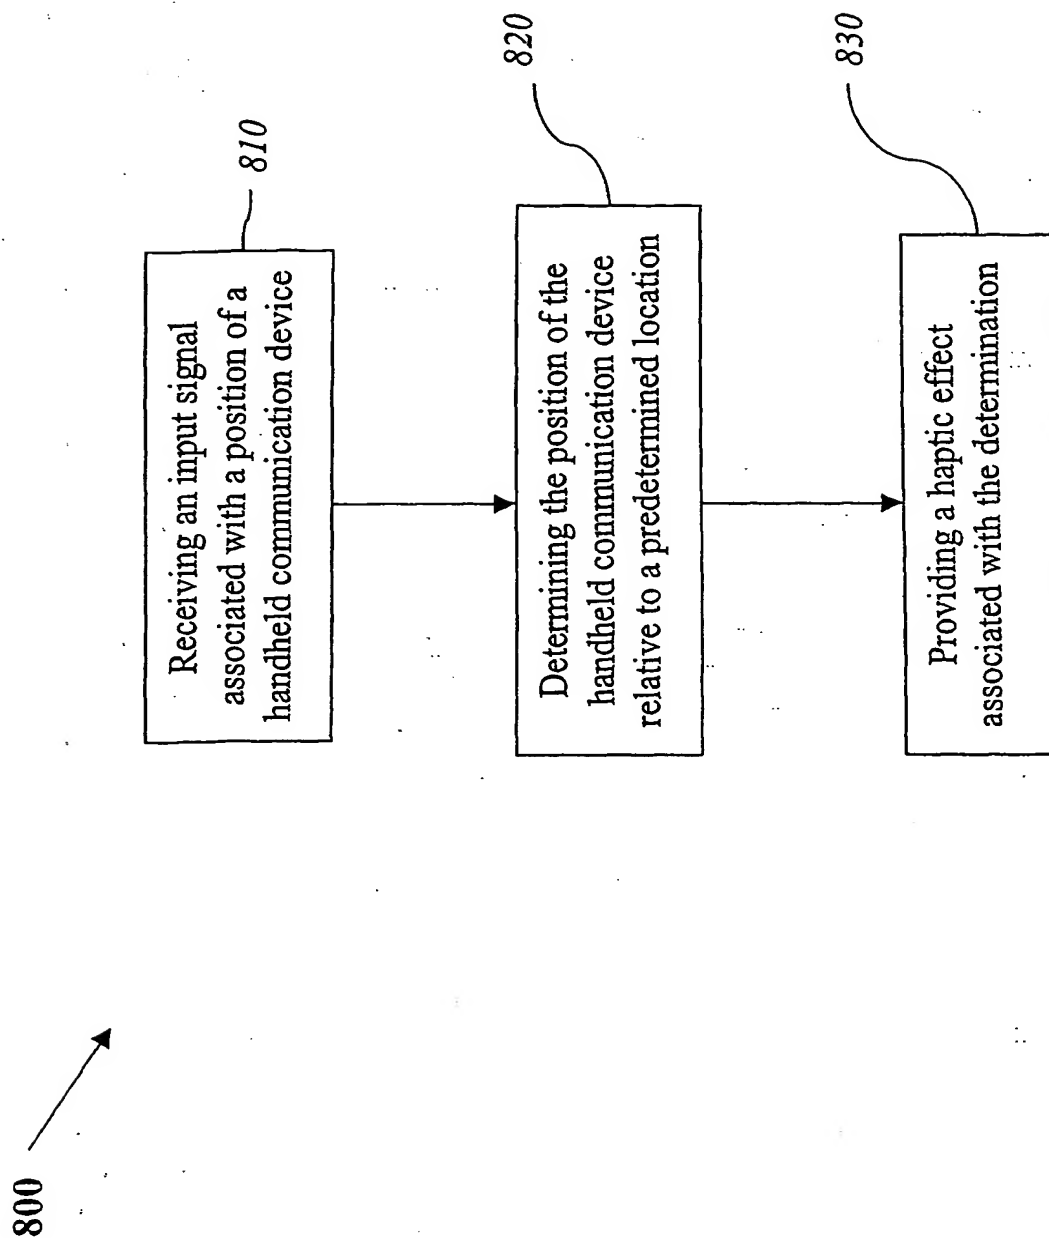 800
810
Receiving an input signal
associated with a position of a
handheld communication device
820
Determining the position of the
handheld communication device
relative to a predetermined location
830
Providing a haptic effect
associated with the determination